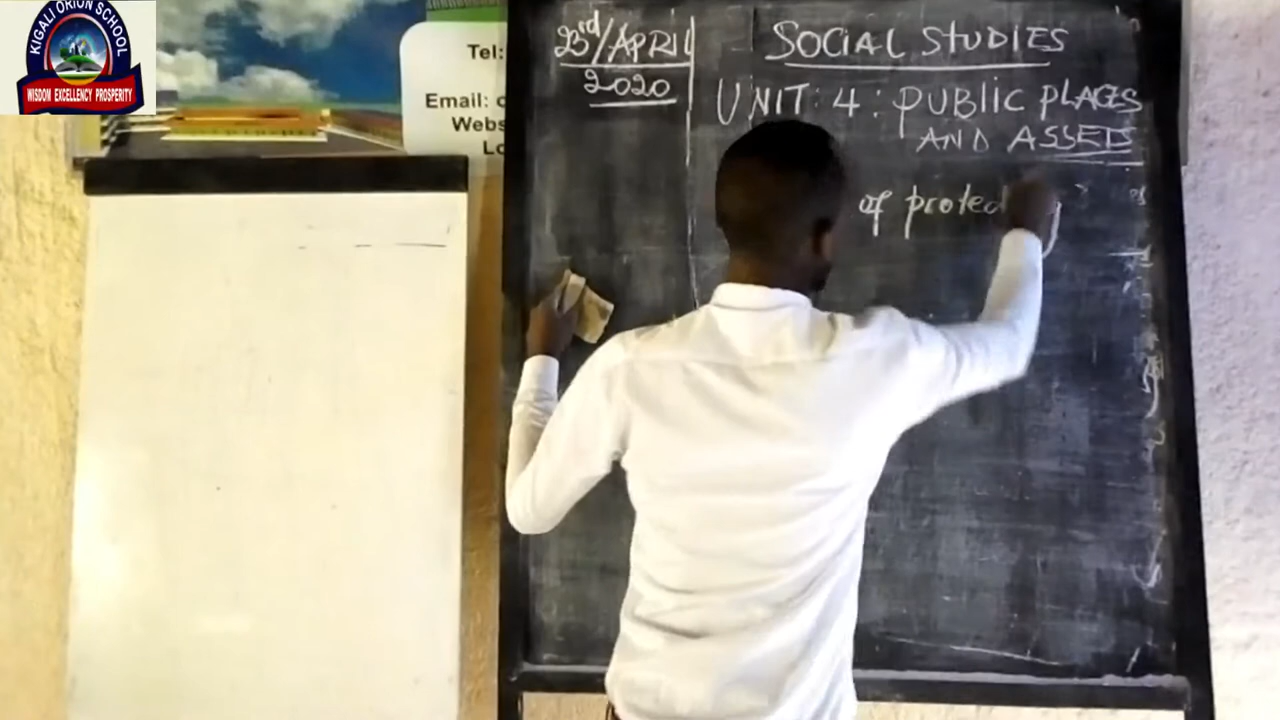 KIGALI ORION SCHOOL
WISDOM EXCELLENCY PROSPERITY
Tel:
Email:
23rd/APRIL
2020
SOCIAL STUDIES
UNIT: 4: PUBLIC PLACES
AND ASSETS
of